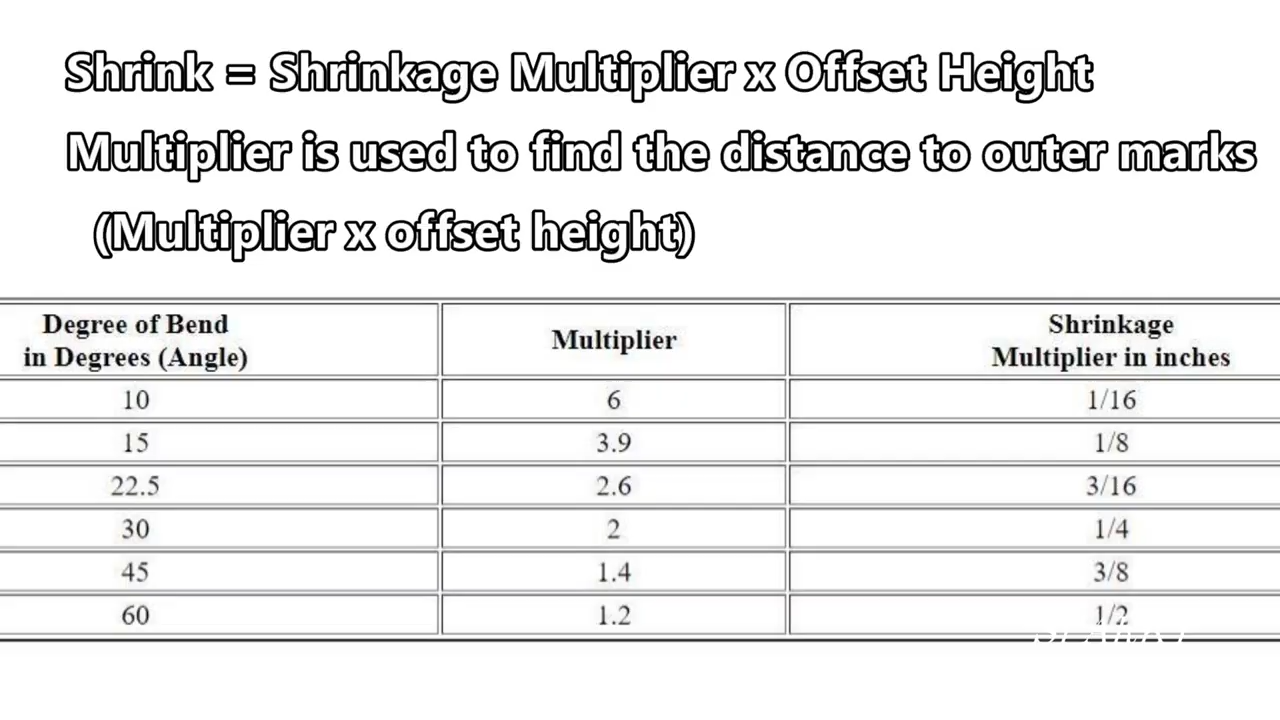 Shrink = Shrinkage Multiplier x Offset Height
Multiplier is used to find the distance to outer marks
(Multiplier x offset height)
Degree of Bend in Degrees (Angle) Multiplier Shrinkage Multiplier in inches
10 6 1/16
15 3.9 1/8
22.5 2.6 3/16
30 2 1/4
45 1.4 3/8
60 1.2 1/2